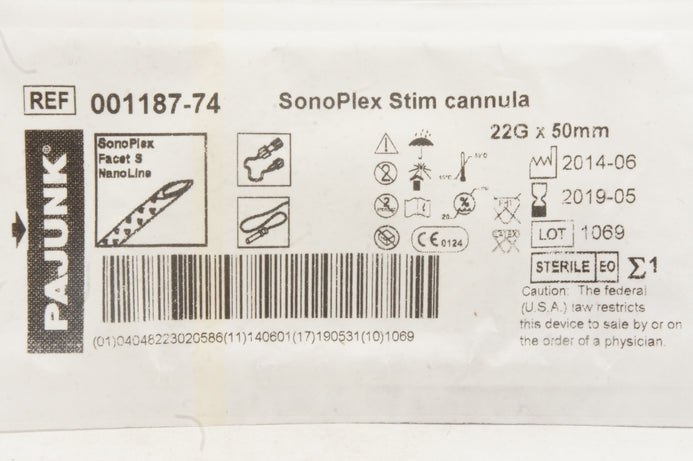 REF 001187-74 SonoPlex Stim cannula
22G x 50mm
PAJUNK®
SonoPlex
Facet S
NanoLine
2014-06
2019-05
LOT 1069
STERILE EO Σ1
CE 0124
(01)04048223020586(11)140601(17)190531(10)1069
Caution: The federal
(U.S.A.) law restricts
this device to sale by or on
the order of a physician.